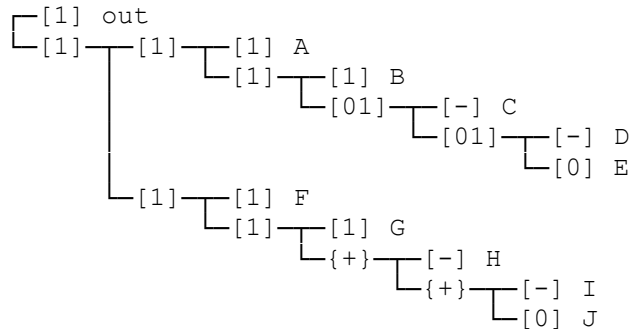 [1] out
[1] [1] [1] A
[1] [1] B
[01] [-] C
[01] [-] D
[0] E
[1] [1] F
[1] [1] G
{+} [-] H
{+} [-] I
[0] J